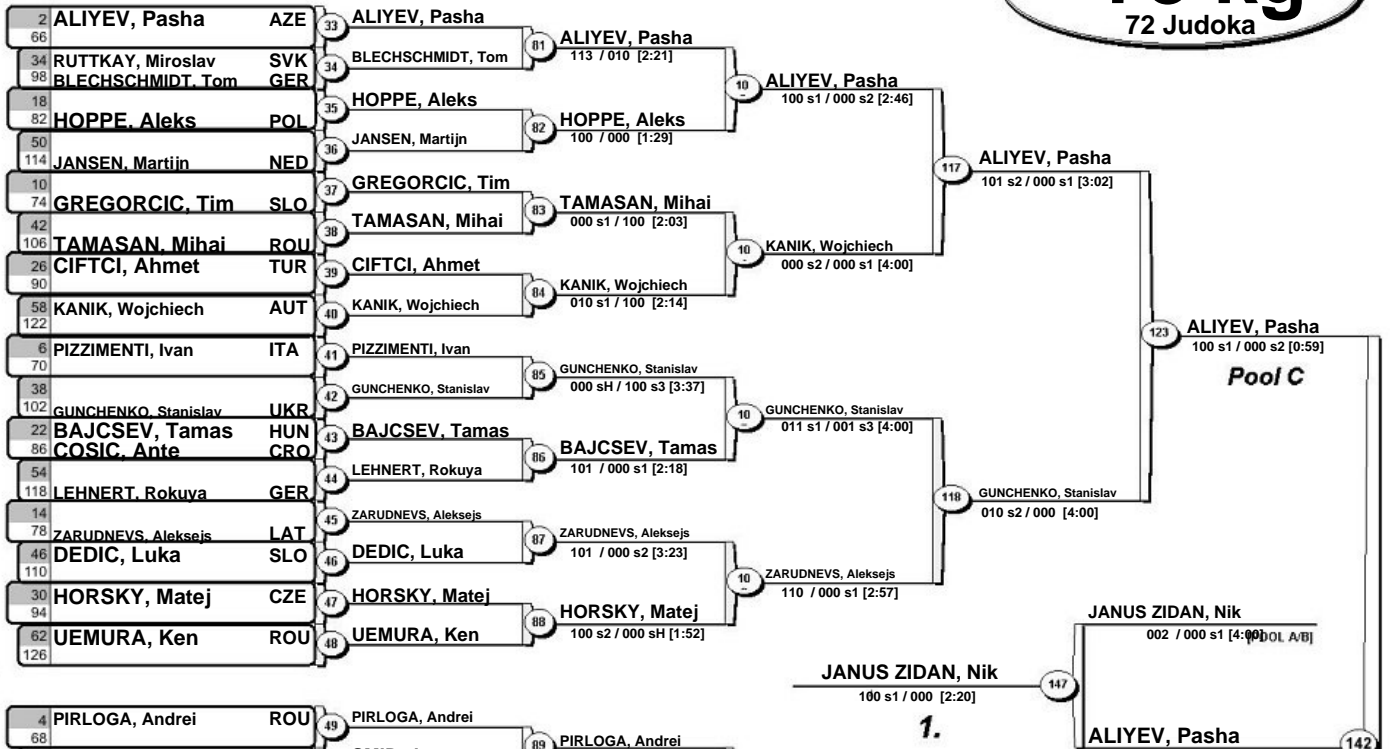 72 Judoka
2 ALIYEV, Pasha AZE
66
34 RUTTKAY, Miroslav SVK
98 BLECHSCHMIDT, Tom GER
18
82 HOPPE, Aleks POL
50
114 JANSEN, Martijn NED
10
74 GREGORCIC, Tim SLO
42
106 TAMASAN, Mihai ROU
26 CIFTCI, Ahmet TUR
90
58 KANIK, Wojchiech AUT
122
6 PIZZIMENTI, Ivan ITA
70
38
102 GUNCHENKO, Stanislav UKR
22 BAJCSEV, Tamas HUN
86 COSIC, Ante CRO
54
118 LEHNERT, Rokuya GER
14
78 ZARUDNEVS, Aleksejs LAT
46 DEDIC, Luka SLO
110
30 HORSKY, Matej CZE
94
62 UEMURA, Ken ROU
126
4 PIRLOGA, Andrei ROU
68
33 ALIYEV, Pasha
34 BLECHSCHMIDT, Tom
35 HOPPE, Aleks
36 JANSEN, Martijn
37 GREGORCIC, Tim
38 TAMASAN, Mihai
39 CIFTCI, Ahmet
40 KANIK, Wojchiech
41 PIZZIMENTI, Ivan
42 GUNCHENKO, Stanislav
43 BAJCSEV, Tamas
44 LEHNERT, Rokuya
45 ZARUDNEVS, Aleksejs
46 DEDIC, Luka
47 HORSKY, Matej
48 UEMURA, Ken
49 PIRLOGA, Andrei
81 ALIYEV, Pasha
113 / 010 [2:21]
82 HOPPE, Aleks
100 / 000 [1:29]
83 TAMASAN, Mihai
000 s1 / 100 [2:03]
84 KANIK, Wojchiech
010 s1 / 100 [2:14]
85 GUNCHENKO, Stanislav
000 sH / 100 s3 [3:37]
86 BAJCSEV, Tamas
101 / 000 s1 [2:18]
87 ZARUDNEVS, Aleksejs
101 / 000 s2 [3:23]
88 HORSKY, Matej
100 s2 / 000 sH [1:52]
89 PIRLOGA, Andrei
10 ALIYEV, Pasha
100 s1 / 000 s2 [2:46]
10 KANIK, Wojchiech
000 s2 / 000 s1 [4:00]
10 GUNCHENKO, Stanislav
011 s1 / 001 s3 [4:00]
10 ZARUDNEVS, Aleksejs
110 / 000 s1 [2:57]
117 ALIYEV, Pasha
101 s2 / 000 s1 [3:02]
118 GUNCHENKO, Stanislav
010 s2 / 000 [4:00]
123 ALIYEV, Pasha
100 s1 / 000 s2 [0:59]
Pool C
JANUS ZIDAN, Nik
002 / 000 s1 [4:00]
[POOL A/B]
JANUS ZIDAN, Nik 147
100 s1 / 000 [2:20]
1.
ALIYEV, Pasha 142